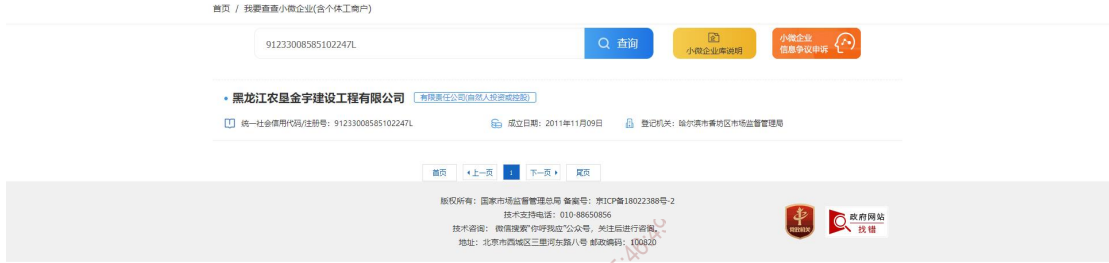 首页 / 我要查查小微企业(含个体工商户)
91233008585102247L
查询
小微企业库说明
小微企业
信息争议申诉
黑龙江农垦金宇建设工程有限公司 有限责任公司(自然人投资或控股)
统一社会信用代码/注册号:91233008585102247L 成立日期:2011年11月09日 登记机关:哈尔滨市香坊区市场监督管理局
首页 上一页 1 下一页 尾页
版权所有:国家市场监督管理总局 备案号:京ICP备18022388号-2
技术支持电话:010-88650856
技术咨询: 微信搜索"你呼我应"公众号,关注后进行咨询。
地址:北京市西城区三里河东路八号 邮政编码:100820
党政机关
政府网站
找错